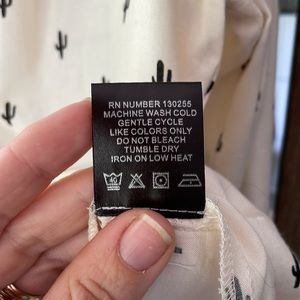 RN NUMBER 130255
MACHINE WASH COLD
GENTLE CYCLE
LIKE COLORS ONLY
DO NOT BLEACH
TUMBLE DRY
IRON ON LOW HEAT